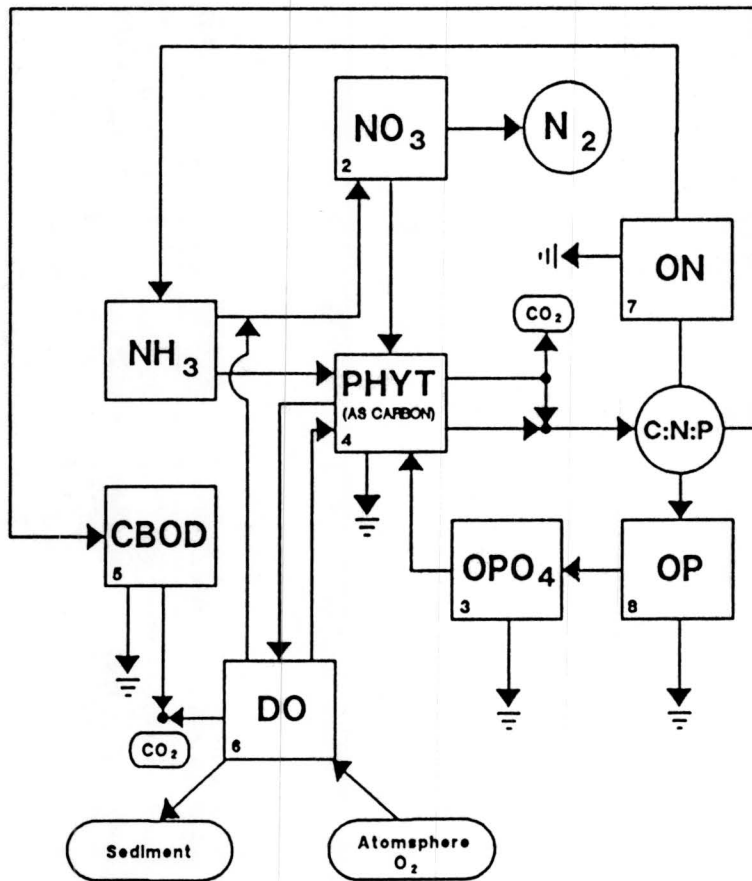 NO₃
2
N₂
ON
7
NH₃
CO₂
PHYT
(AS CARBON)
4
C:N:P
CBOD
5
OPO₄
3
OP
8
DO
6
CO₂
Sediment
Atomsphere
O₂